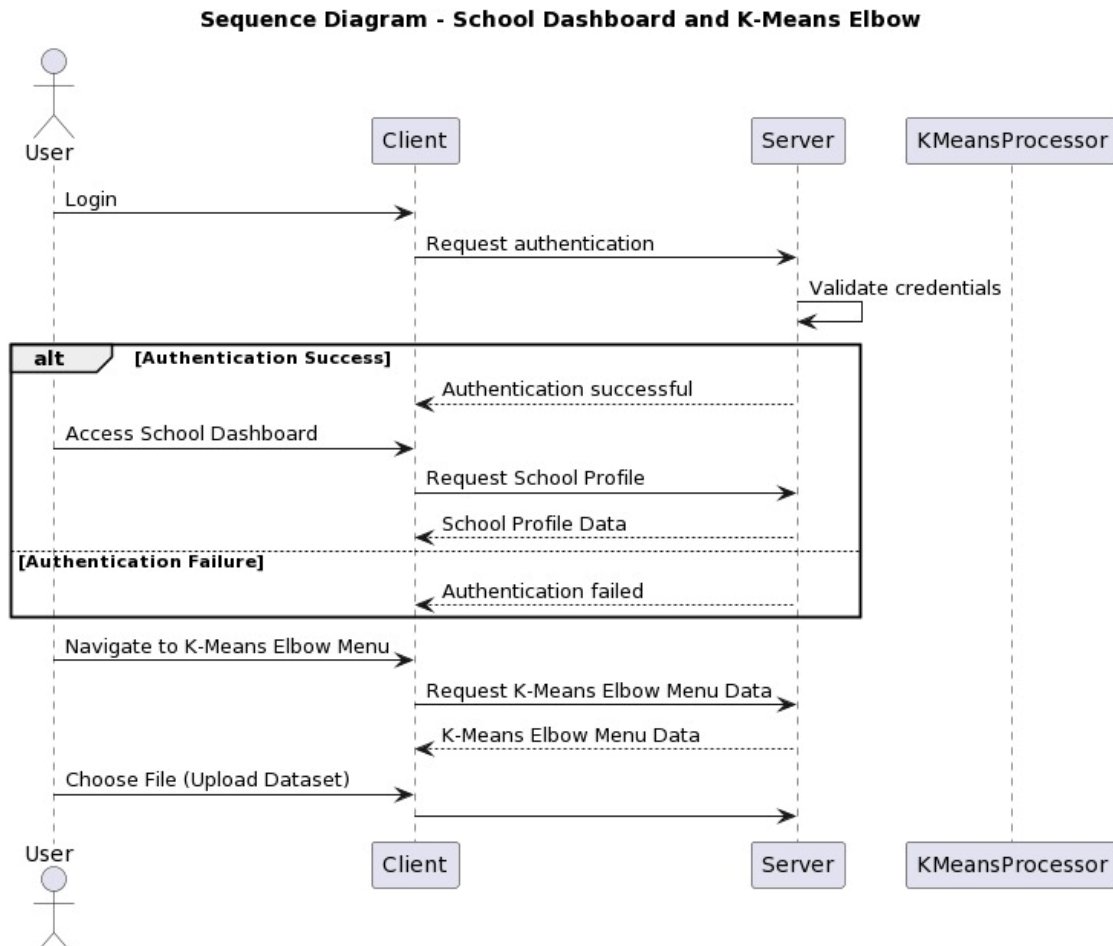 Sequence Diagram - School Dashboard and K-Means Elbow
User
Client
Server
KMeansProcessor
Login
Request authentication
Validate credentials
alt [Authentication Success]
Authentication successful
Access School Dashboard
Request School Profile
School Profile Data
[Authentication Failure]
Authentication failed
Navigate to K-Means Elbow Menu
Request K-Means Elbow Menu Data
K-Means Elbow Menu Data
Choose File (Upload Dataset)
User
Client
Server
KMeansProcessor